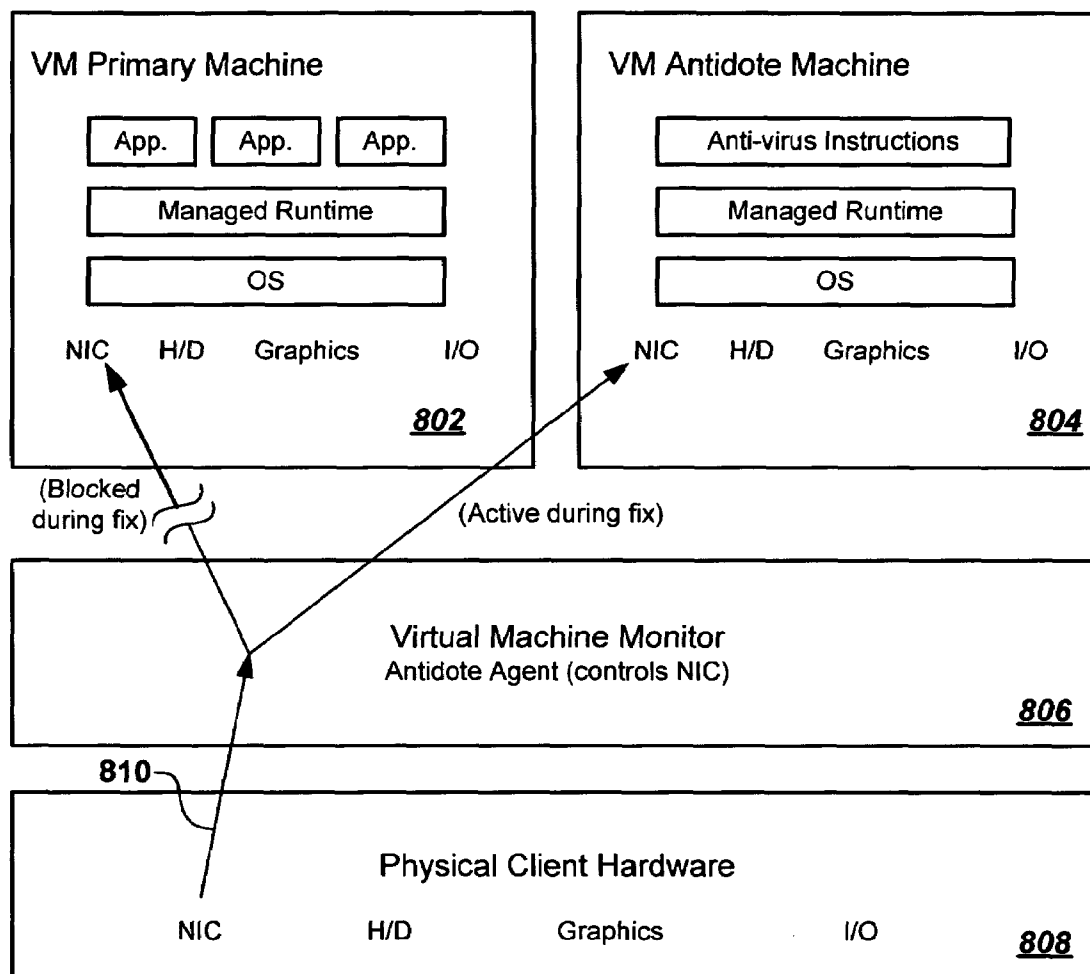 VM Primary Machine
App. App. App.
Managed Runtime
OS
NIC H/D Graphics I/O
802
VM Antidote Machine
Anti-virus Instructions
Managed Runtime
OS
NIC H/D Graphics I/O
804
(Blocked
during fix)
(Active during fix)
Virtual Machine Monitor
Antidote Agent (controls NIC)
806
810
Physical Client Hardware
NIC H/D Graphics I/O
808